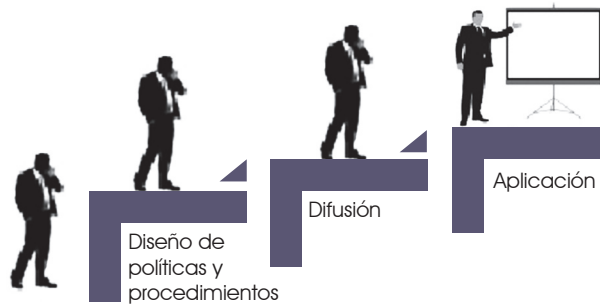 Diseño de
políticas y
procedimientos
Difusión
Aplicación